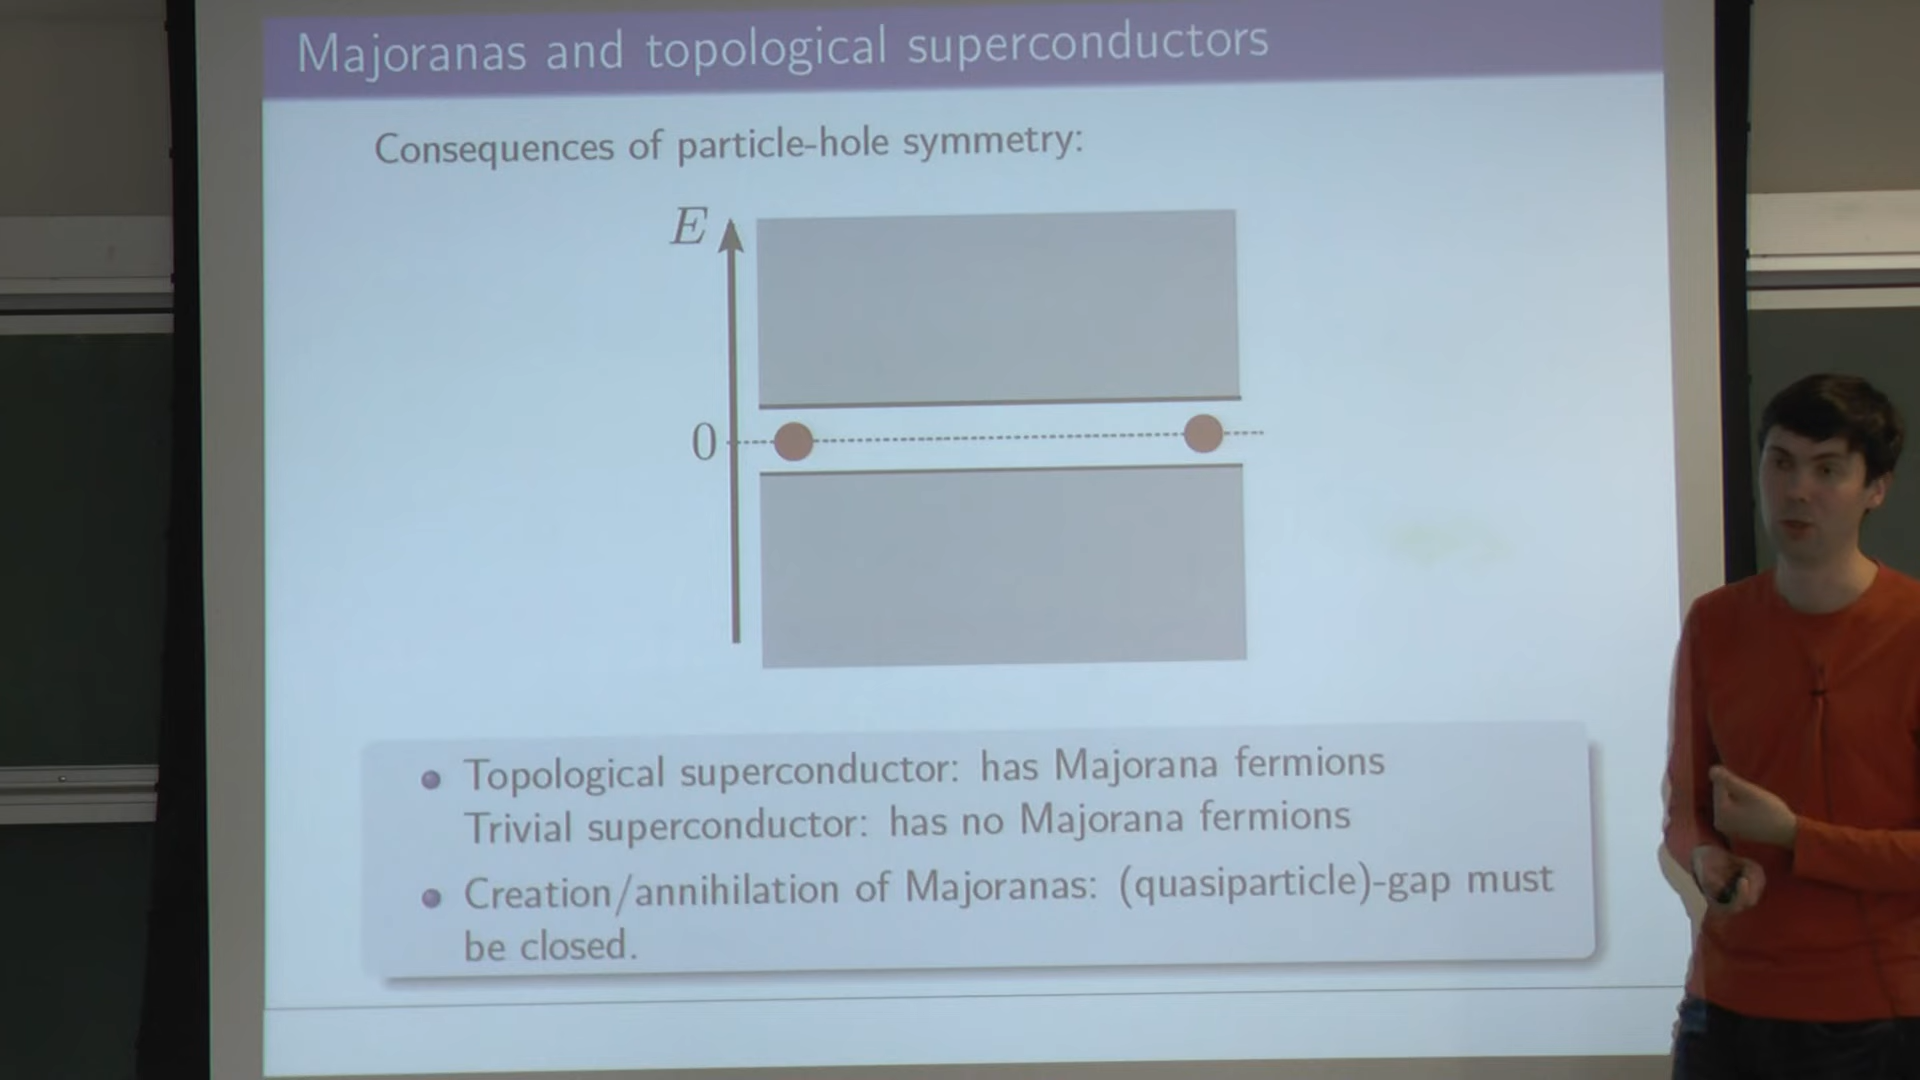 Majoranas and topological superconductors
Consequences of particle-hole symmetry:
E
0
Topological superconductor: has Majorana fermions
Trivial superconductor: has no Majorana fermions
Creation/annihilation of Majoranas: (quasiparticle)-gap must
be closed.